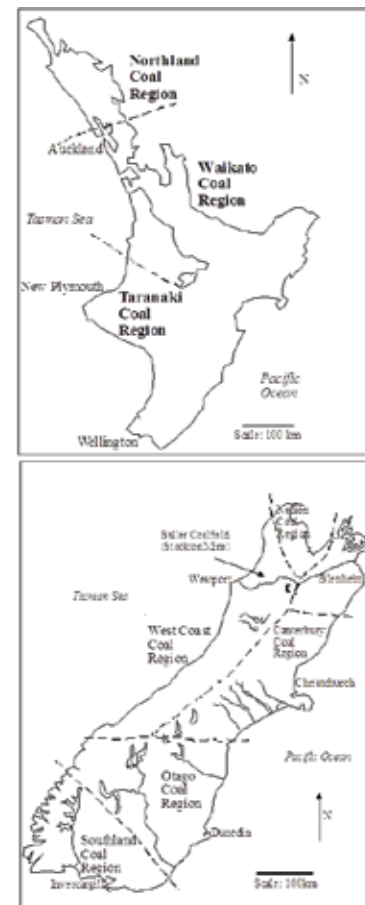 Northland
Coal
Region
N
Auckland
Waikato
Coal
Region
Tasman Sea
New Plymouth
Taranaki
Coal
Region
Pacific
Ocean
Wellington
Scale: 100 km
Nelson
Coal
Region
Buller Coalfield
Westport
Blenheim
Tasman Sea
West Coast
Coal
Region
Canterbury
Coal
Region
Christchurch
Pacific Ocean
Otago
Coal
Region
N
Dunedin
Southland
Coal
Region
Invercargill
Scale: 100km